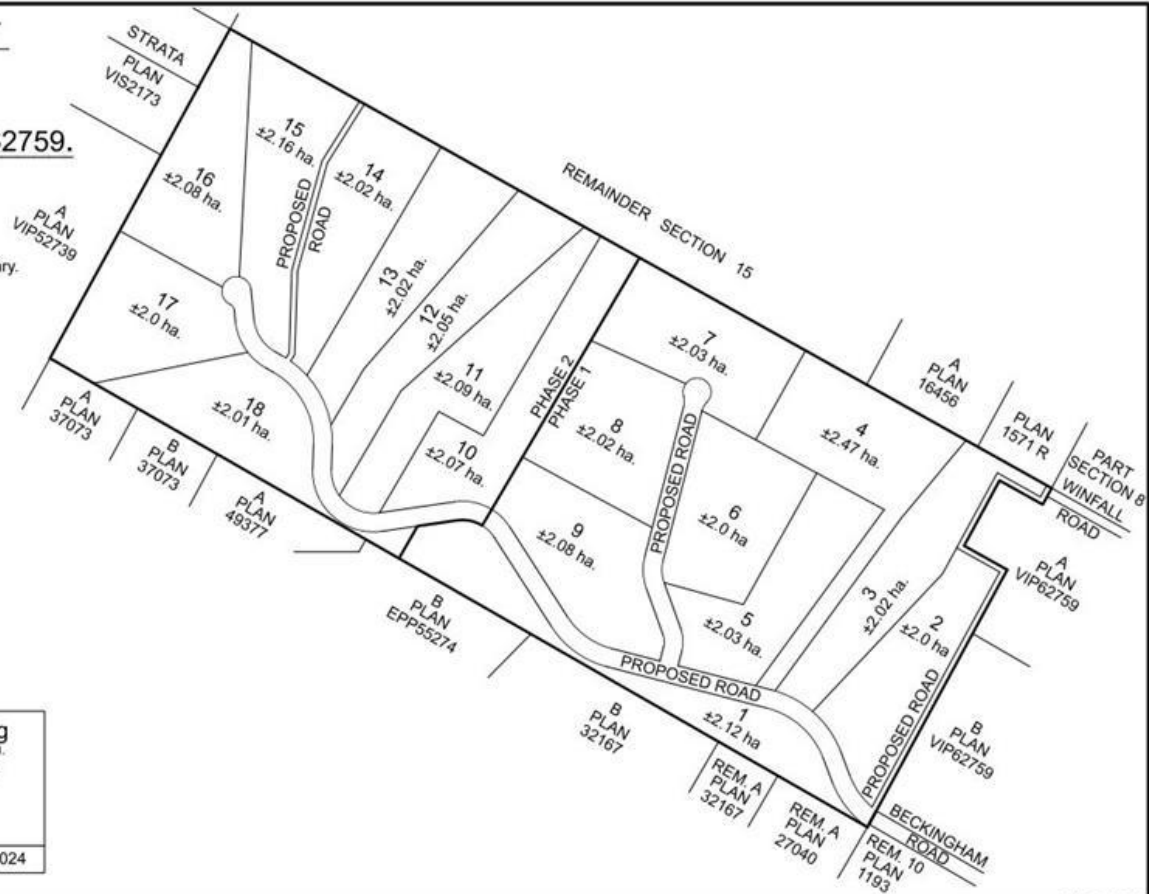 STRATA
PLAN
VIS2173
2759.
A
PLAN
VIP52739
ry.
16
±2.08 ha.
15
±2.16 ha.
PROPOSED
ROAD
14
±2.02 ha.
13
±2.02 ha.
12
±2.05 ha.
11
±2.09 ha.
10
±2.07 ha.
17
±2.0 ha.
18
±2.01 ha.
PHASE 2
PHASE 1
REMAINDER SECTION 15
7
±2.03 ha.
8
±2.02 ha.
9
±2.08 ha.
PROPOSED ROAD
6
±2.0 ha
4
±2.47 ha.
5
±2.03 ha.
3
±2.02 ha.
2
±2.0 ha
1
±2.12 ha
PROPOSED ROAD
PROPOSED ROAD
A
PLAN
16456
PLAN
1571 R
PART
SECTION 8
WINFALL
ROAD
A
PLAN
VIP62759
B
PLAN
VIP62759
BECKINGHAM
ROAD
A
PLAN
37073
B
PLAN
37073
A
PLAN
49377
B
PLAN
EPP55274
B
PLAN
32167
REM. A
PLAN
32167
REM. A
PLAN
27040
REM. 10
PLAN
1193
g
024